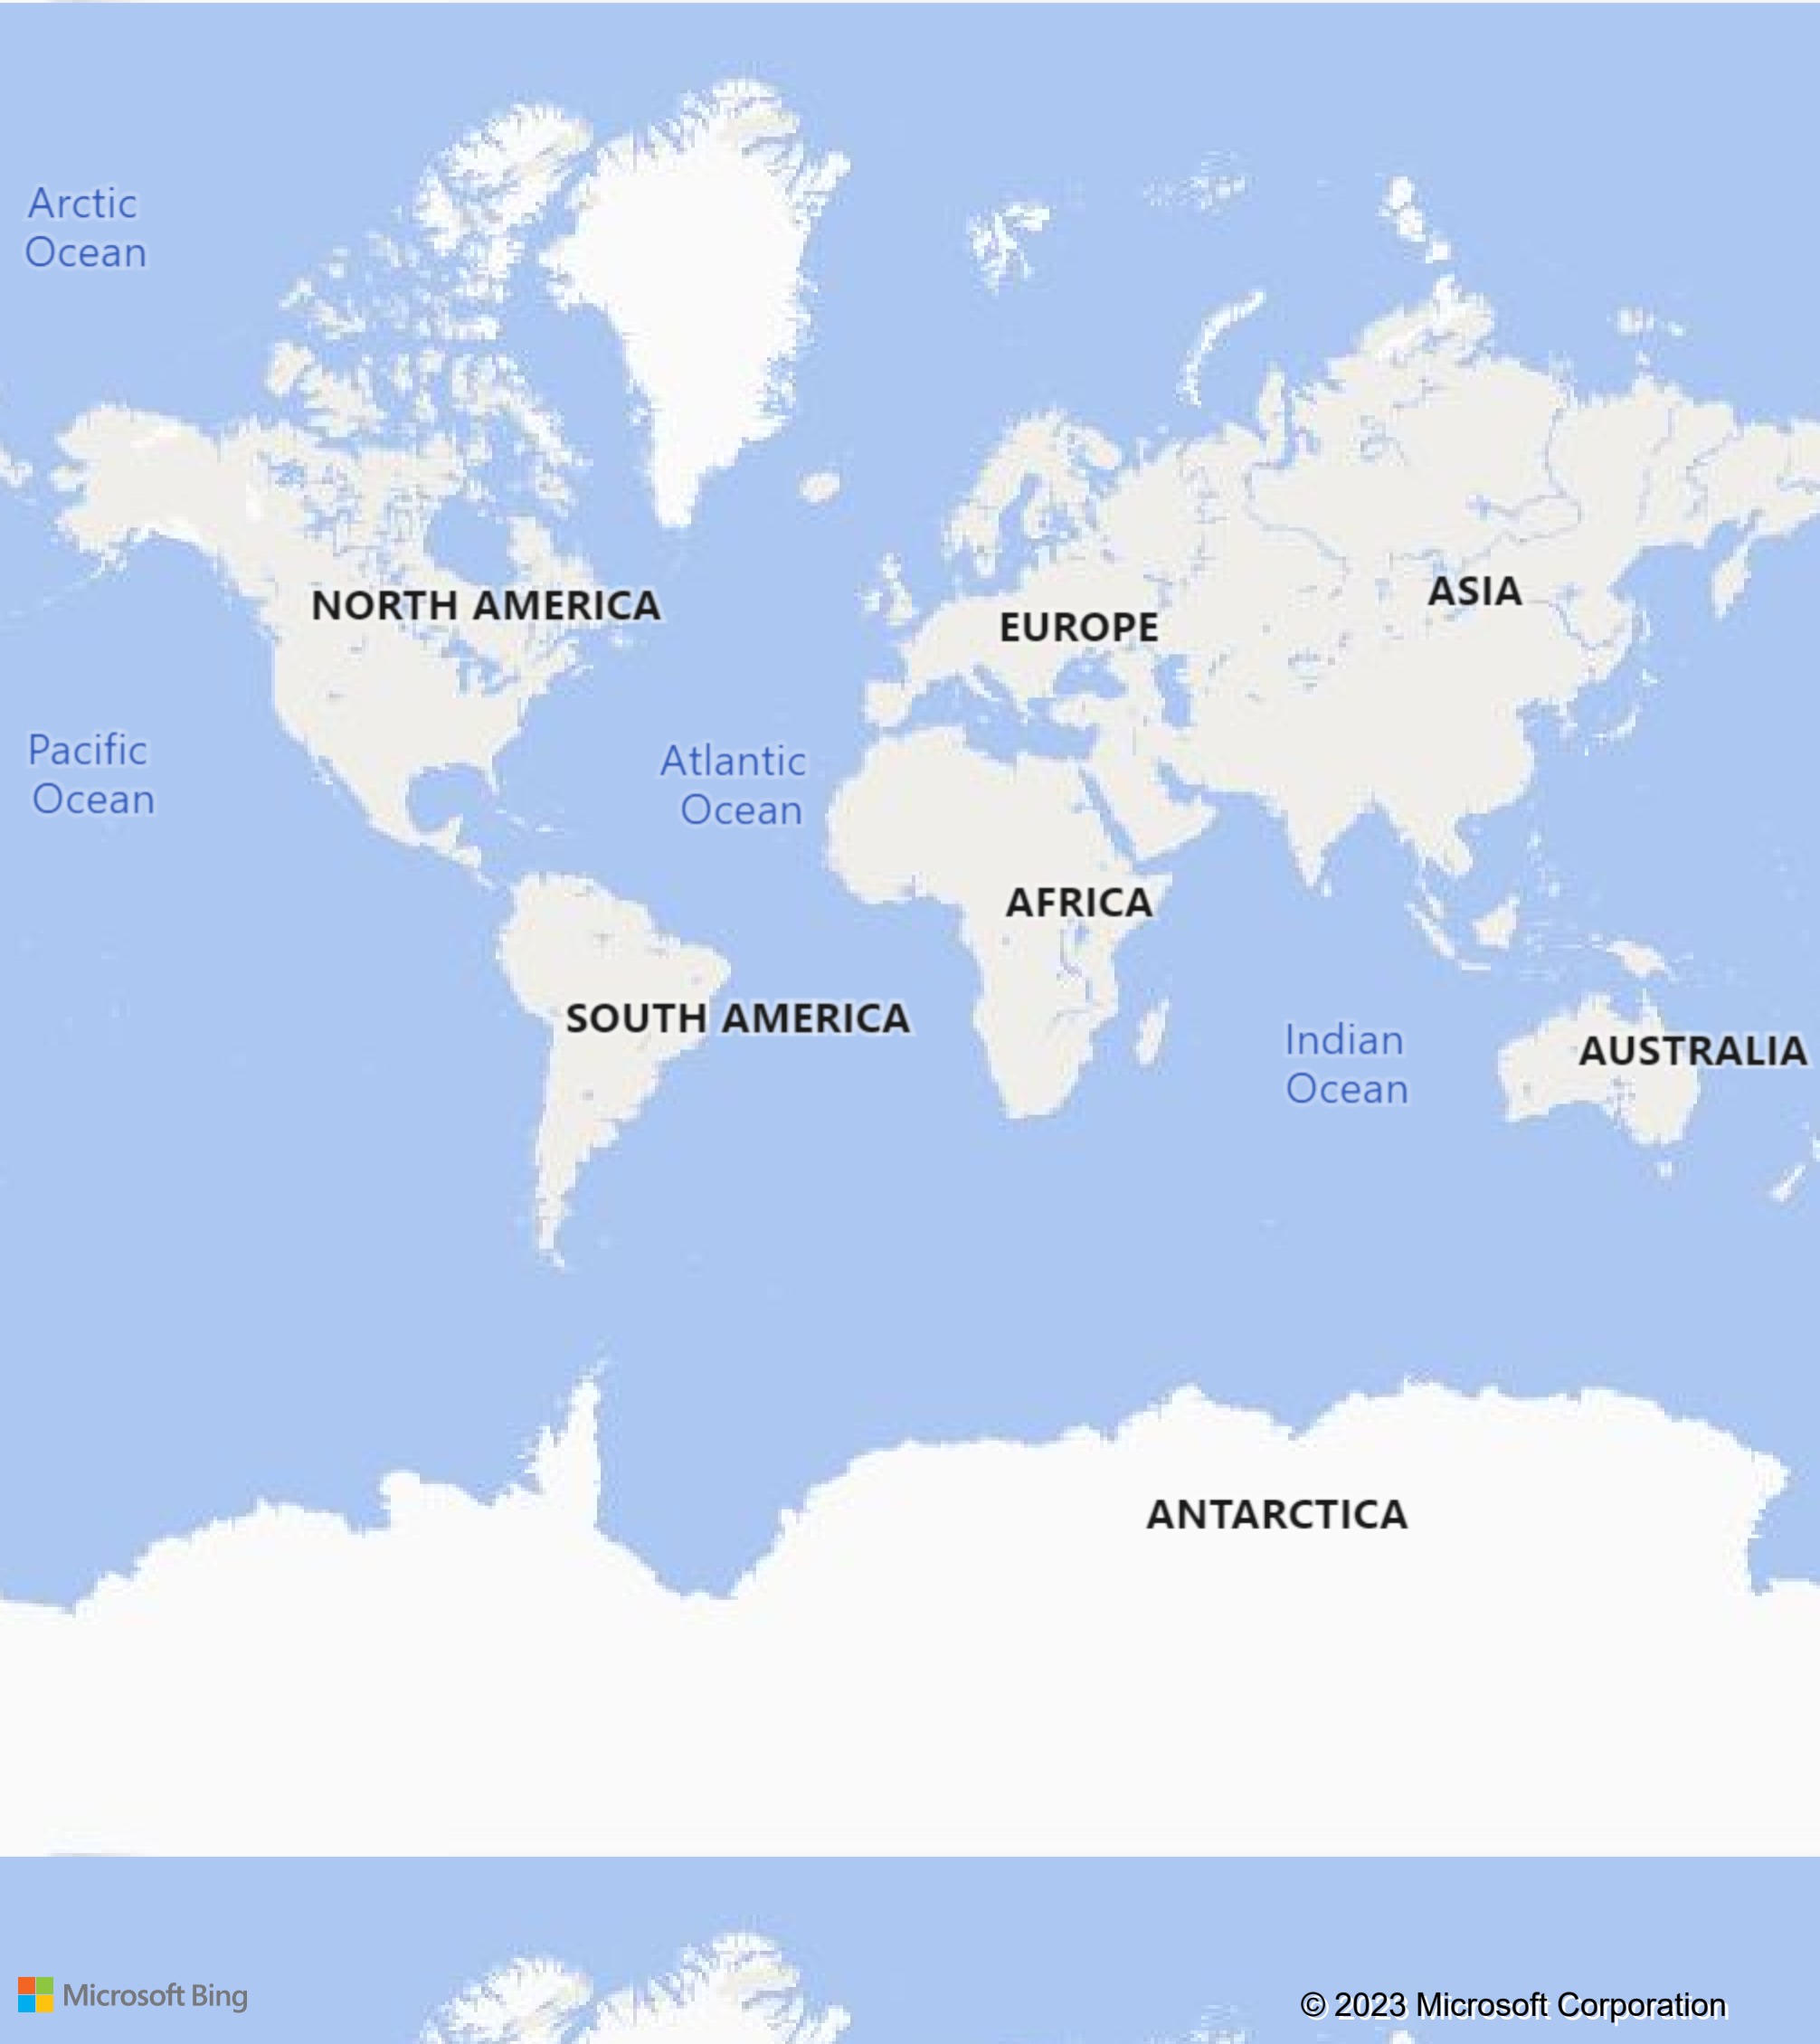 Arctic
Ocean
NORTH AMERICA
EUROPE
ASIA
Pacific
Ocean
Atlantic
Ocean
AFRICA
SOUTH AMERICA
Indian
Ocean
AUSTRALIA
ANTARCTICA
Microsoft Bing
© 2023 Microsoft Corporation